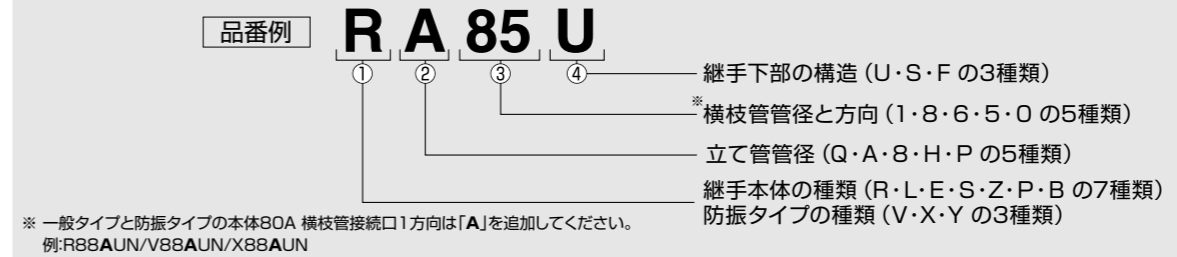 品番例 R A 85 U
① ② ③ ④
継手下部の構造（U・S・F の3種類）
※横枝管管径と方向（1・8・6・5・0 の5種類）
立て管管径（Q・A・8・H・P の5種類）
継手本体の種類（R・L・E・S・Z・P・B の7種類）
防振タイプの種類（V・X・Y の3種類）
※ 一般タイプと防振タイプの本体80A 横枝管接続口1方向は「A」を追加してください。
例:R88AUN/V88AUN/X88AUN